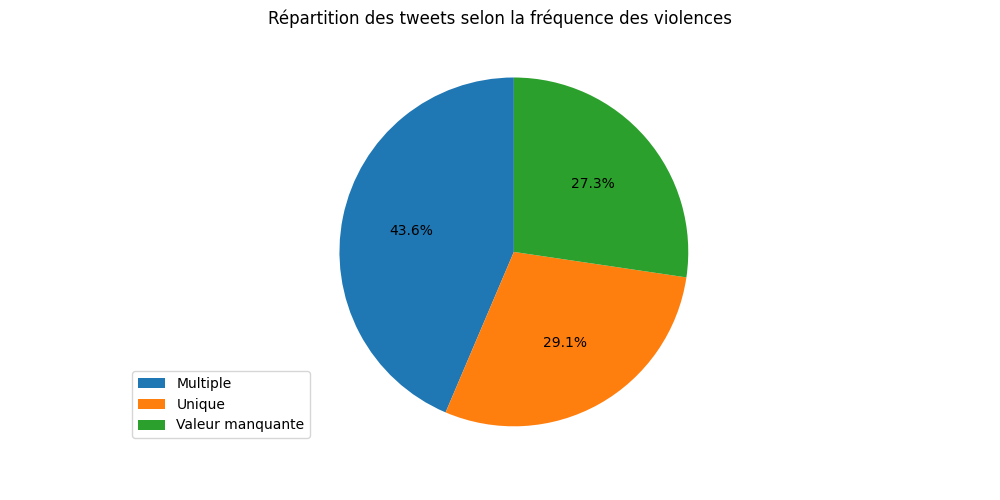 Répartition des tweets selon la fréquence des violences
27.3%
43.6%
29.1%
Multiple
Unique
Valeur manquante